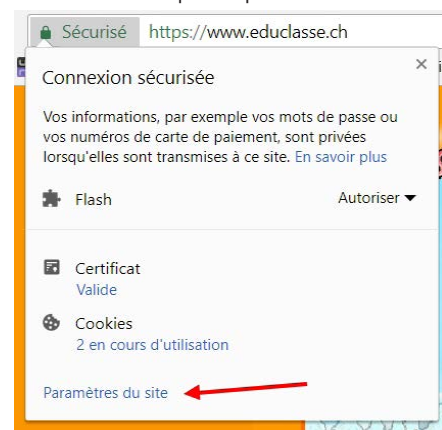 Sécurisé https://www.educlasse.ch
Connexion sécurisée
Vos informations, par exemple vos mots de passe ou
vos numéros de carte de paiement, sont privées
lorsqu'elles sont transmises à ce site. En savoir plus
Flash Autoriser
Certificat
Valide
Cookies
2 en cours d'utilisation
Paramètres du site